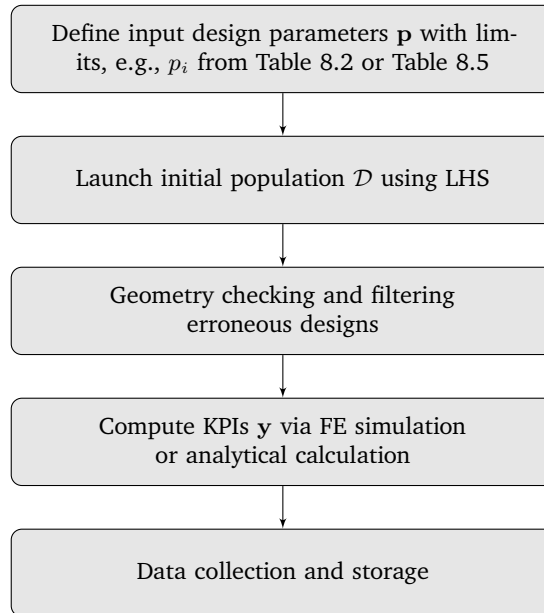 Define input design parameters p with lim-
its, e.g., p_i from Table 8.2 or Table 8.5
Launch initial population 𝒟 using LHS
Geometry checking and filtering
erroneous designs
Compute KPIs y via FE simulation
or analytical calculation
Data collection and storage